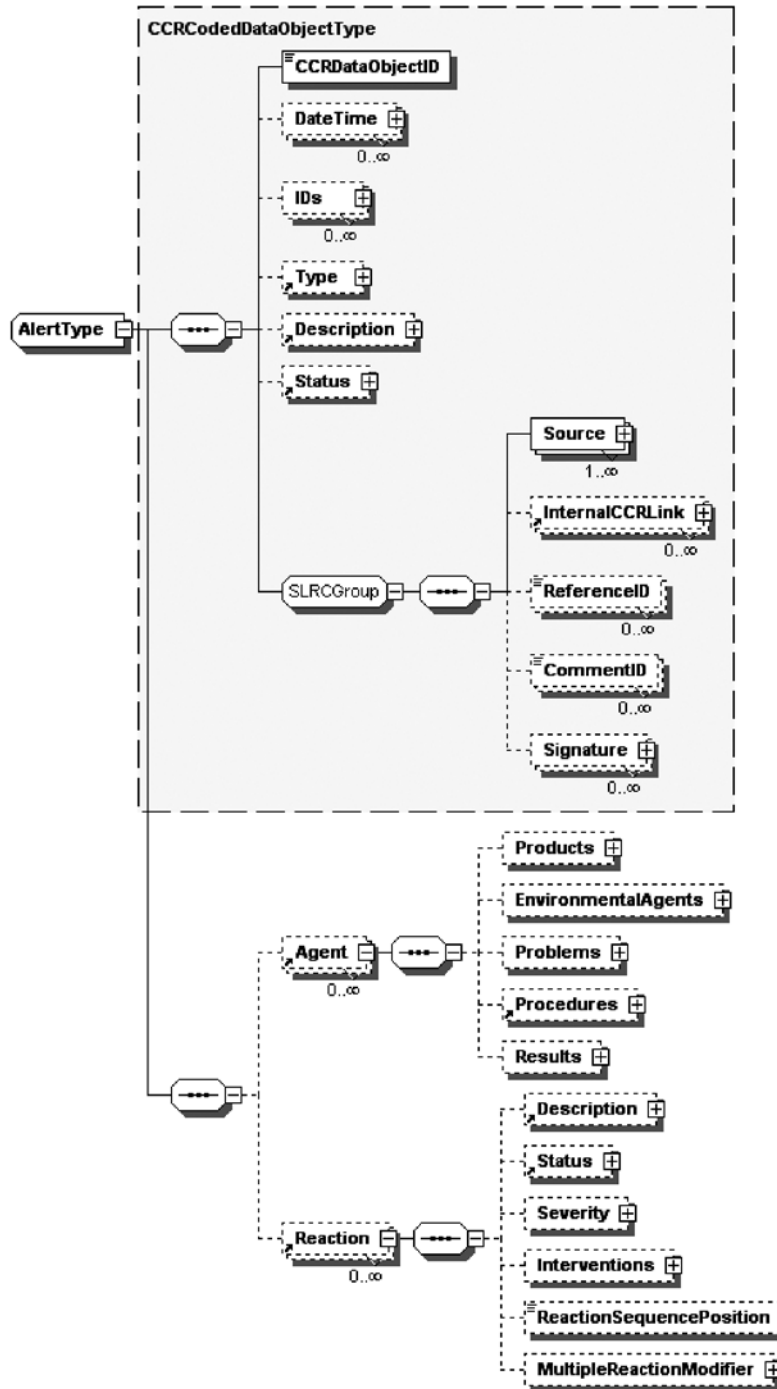 CCRCodedDataObjectType
CCRDataObjectID
DateTime
0..∞
IDs
0..∞
Type
AlertType
Description
Status
Source
1..∞
InternalCCRLink
0..∞
SLRCGroup
ReferenceID
0..∞
CommentID
0..∞
Signature
0..∞
Products
EnvironmentalAgents
Agent
0..∞
Problems
Procedures
Results
Description
Status
Severity
Reaction
0..∞
Interventions
ReactionSequencePosition
MultipleReactionModifier